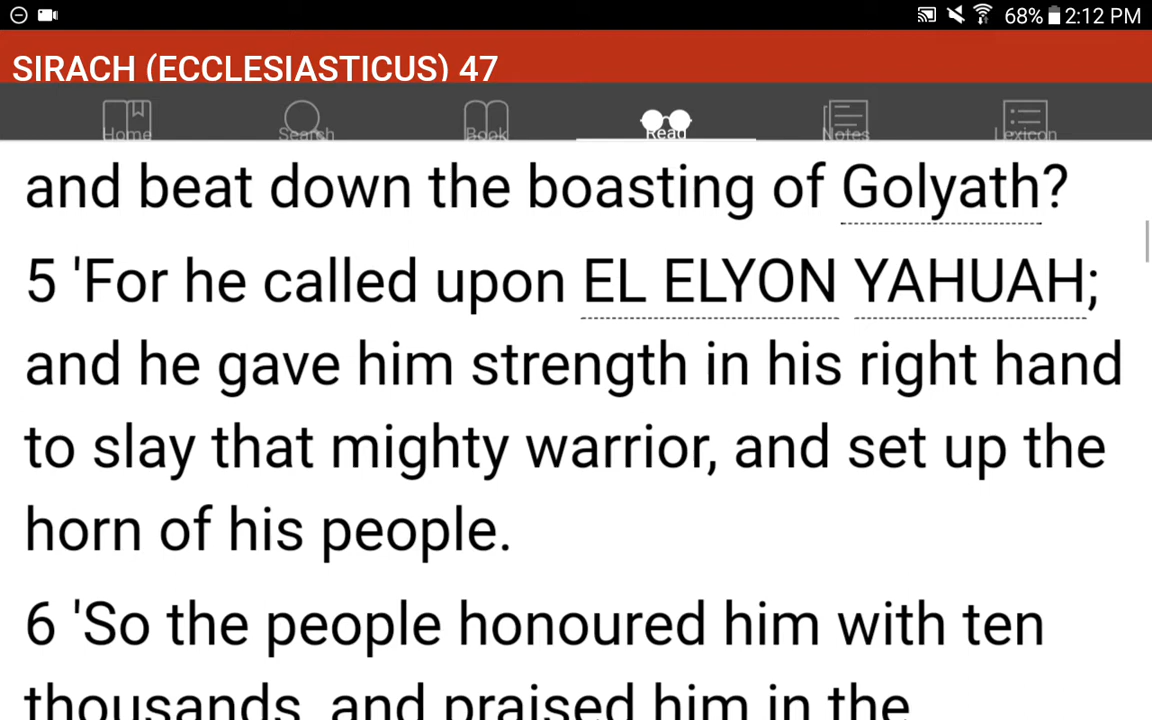 68% 2:12 PM
SIRACH (ECCLESIASTICUS) 47
Home Search Book Read Notes Lexicon
and beat down the boasting of Golyath?
5 'For he called upon EL ELYON YAHUAH;
and he gave him strength in his right hand
to slay that mighty warrior, and set up the
horn of his people.
6 'So the people honoured him with ten
thousands, and praised him in the